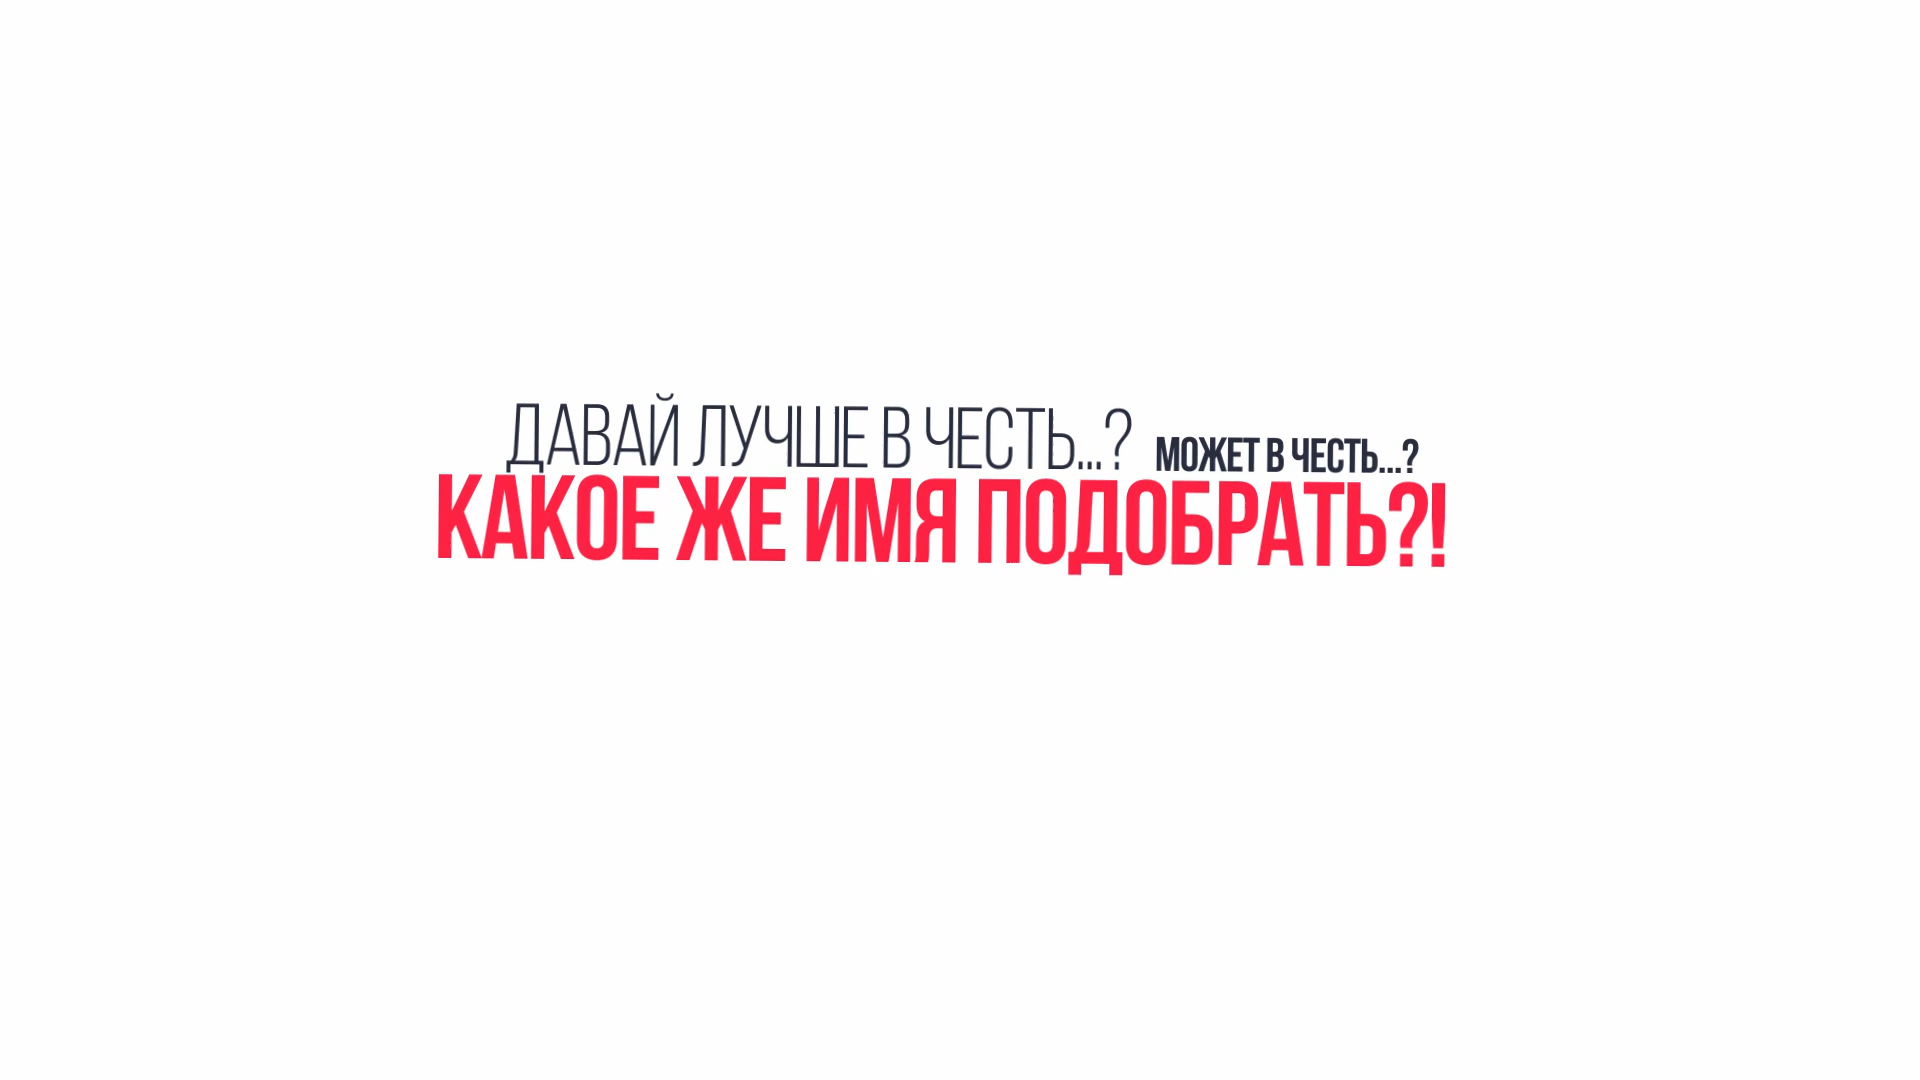 ДАВАЙ ЛУЧШЕ В ЧЕСТЬ...? МОЖЕТ В ЧЕСТЬ...?
КАКОЕ ЖЕ ИМЯ ПОДОБРАТЬ?!